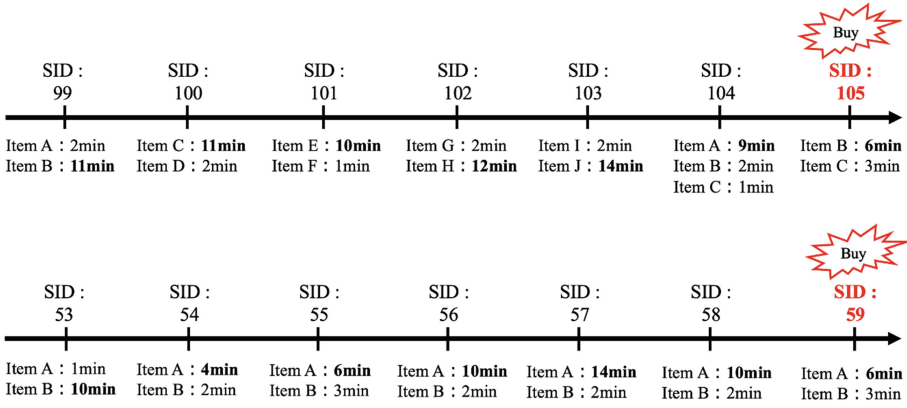 Buy
SID : SID : SID : SID : SID : SID : SID :
99 100 101 102 103 104 105
Item A : 2min Item C : 11min Item E : 10min Item G : 2min Item I : 2min Item A : 9min Item B : 6min
Item B : 11min Item D : 2min Item F : 1min Item H : 12min Item J : 14min Item B : 2min Item C : 3min
Item C : 1min
Buy
SID : SID : SID : SID : SID : SID : SID :
53 54 55 56 57 58 59
Item A : 1min Item A : 4min Item A : 6min Item A : 10min Item A : 14min Item A : 10min Item A : 6min
Item B : 10min Item B : 2min Item B : 3min Item B : 2min Item B : 2min Item B : 2min Item B : 3min